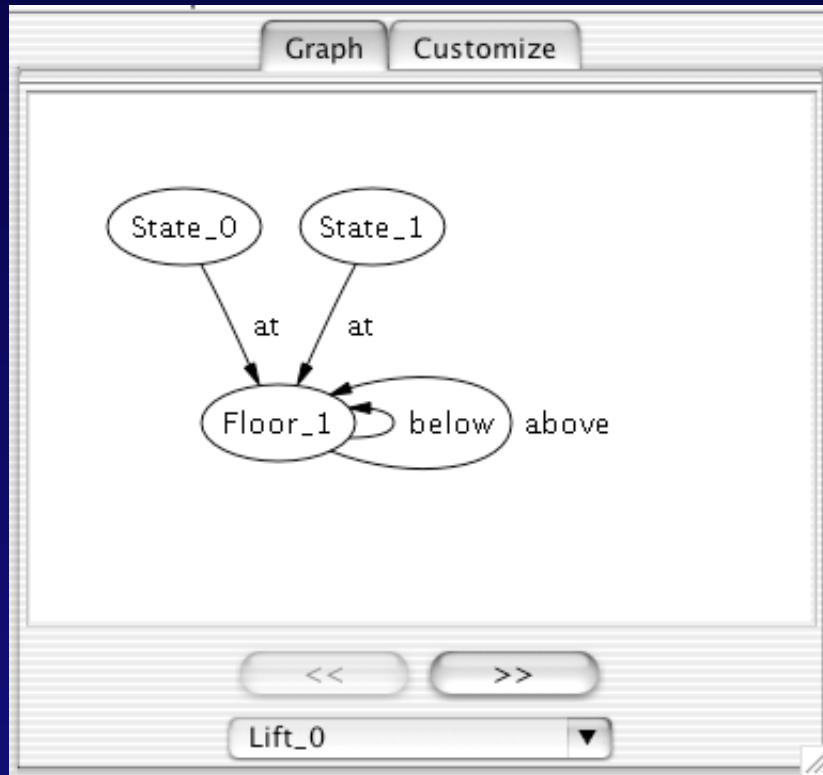 Graph Customize
State_0 State_1
at at
Floor_1 below above
<< >>
Lift_0